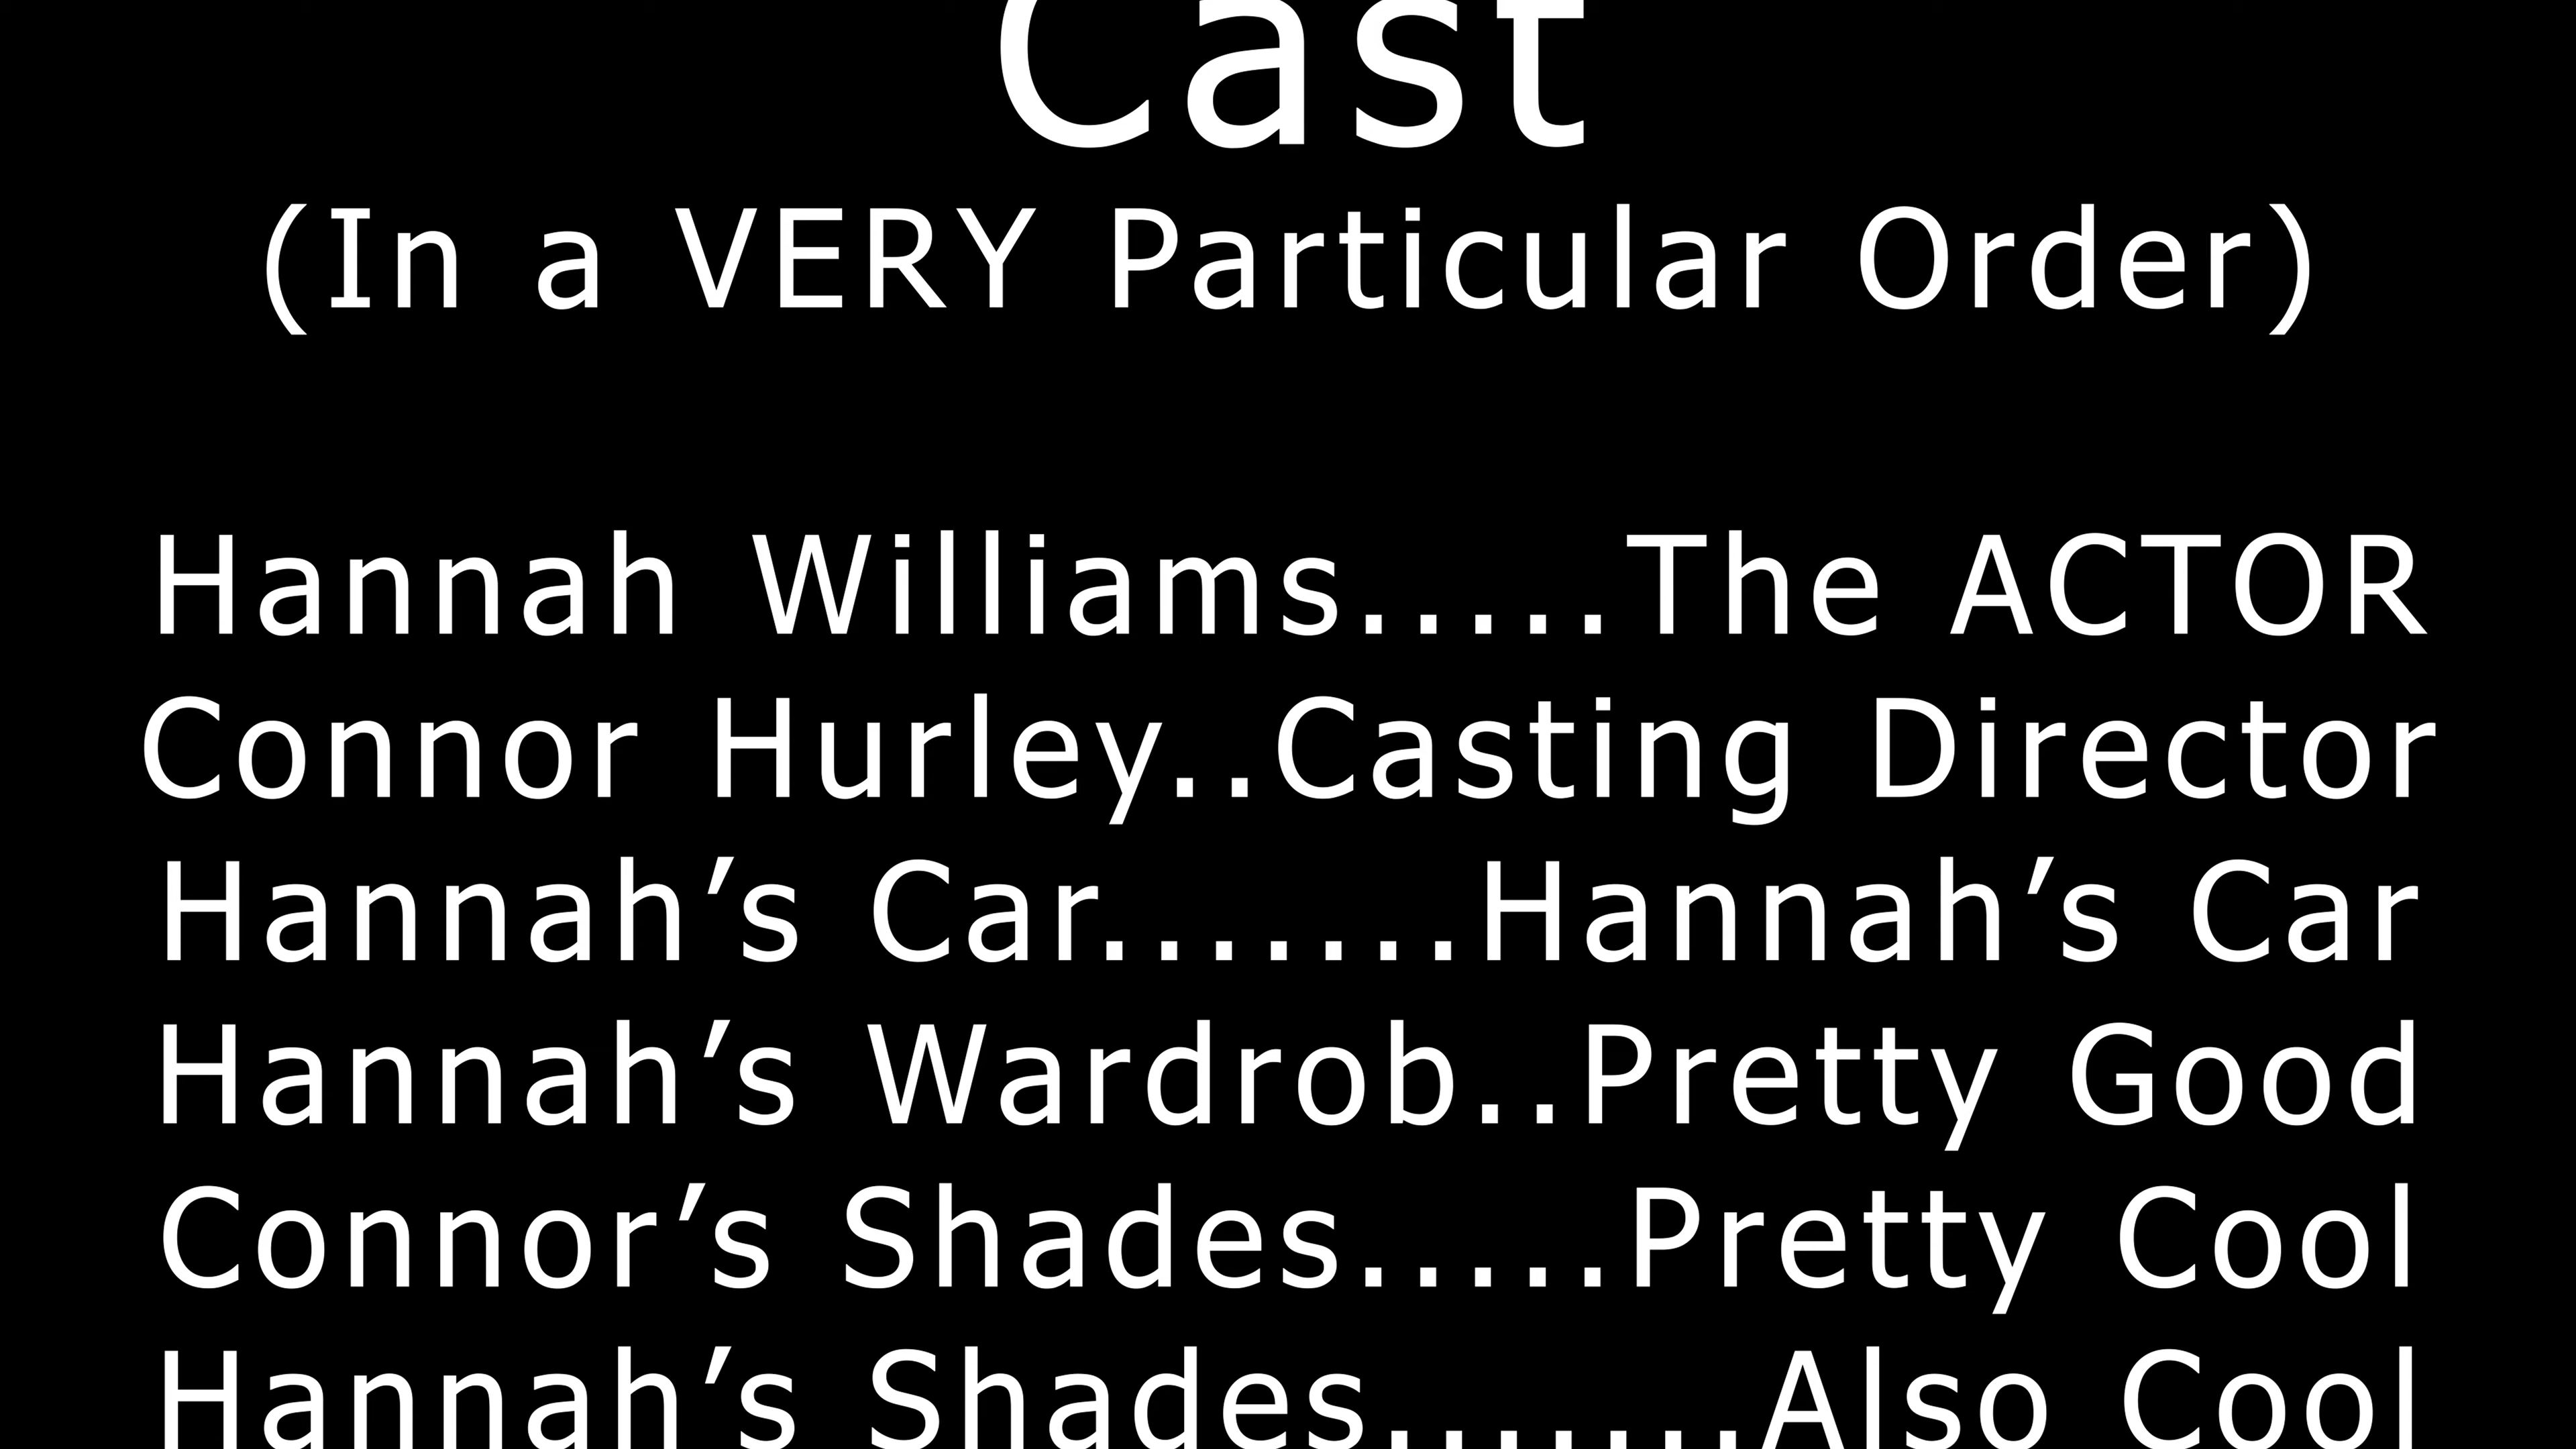 Cast
(In a VERY Particular Order)
Hannah Williams.....The ACTOR
Connor Hurley..Casting Director
Hannah’s Car.......Hannah’s Car
Hannah’s Wardrob..Pretty Good
Connor’s Shades.....Pretty Cool
Hannah’s Shades.......Also Cool